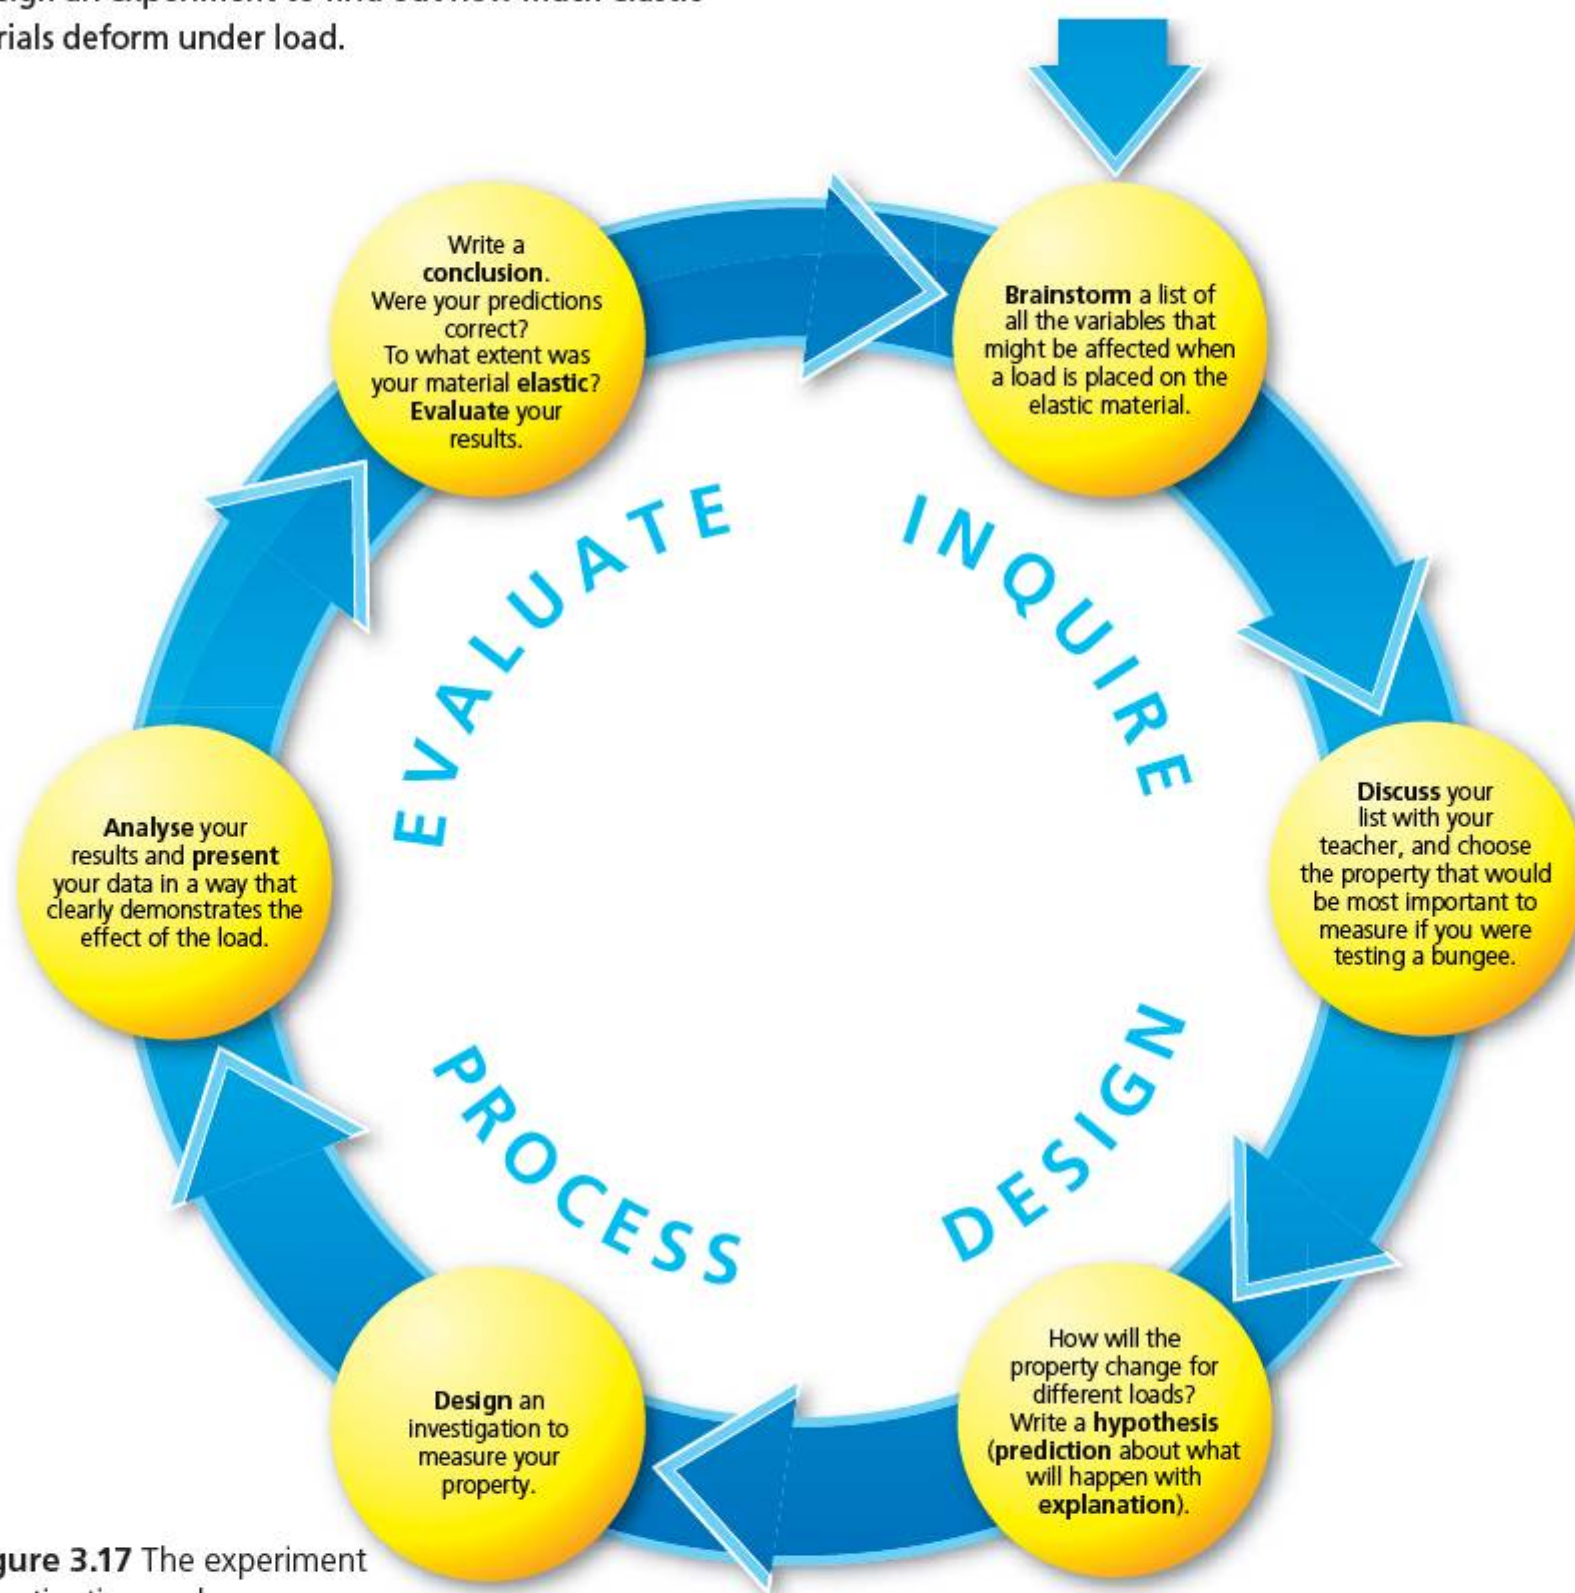 materials deform under load.
Write a
conclusion.
Were your predictions
correct?
To what extent was
your material elastic?
Evaluate your
results.
Brainstorm a list of
all the variables that
might be affected when
a load is placed on the
elastic material.
EVALUATE
INQUIRE
Discuss your
list with your
teacher, and choose
the property that would
be most important to
measure if you were
testing a bungee.
Analyse your
results and present
your data in a way that
clearly demonstrates the
effect of the load.
PROCESS
DESIGN
How will the
property change for
different loads?
Write a hypothesis
(prediction about what
will happen with
explanation).
Design an
investigation to
measure your
property.
gure 3.17 The experiment